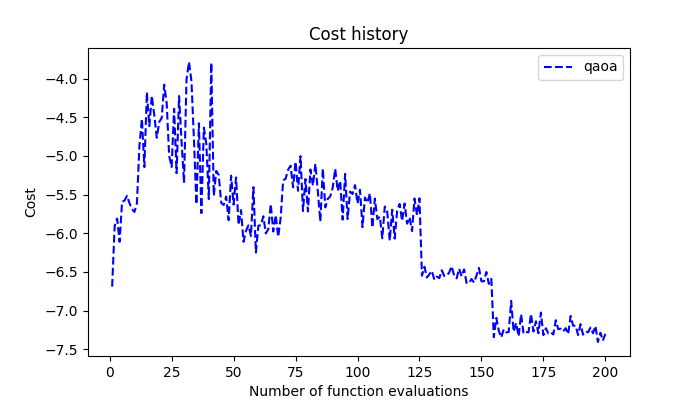 Cost history
qaoa
Cost
−4.0
−4.5
−5.0
−5.5
−6.0
−6.5
−7.0
−7.5
0 25 50 75 100 125 150 175 200
Number of function evaluations